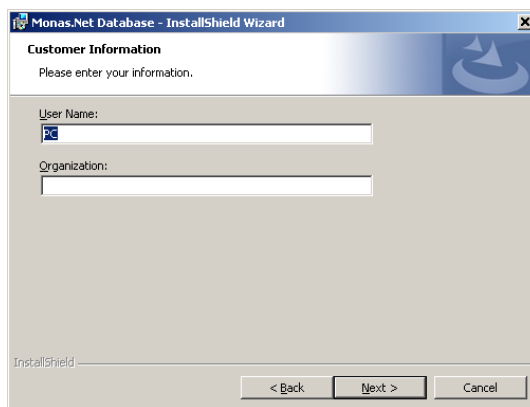 Monas.Net Database - InstallShield Wizard
Customer Information
Please enter your information.
User Name:
PC
Organization:
InstallShield
< Back Next > Cancel